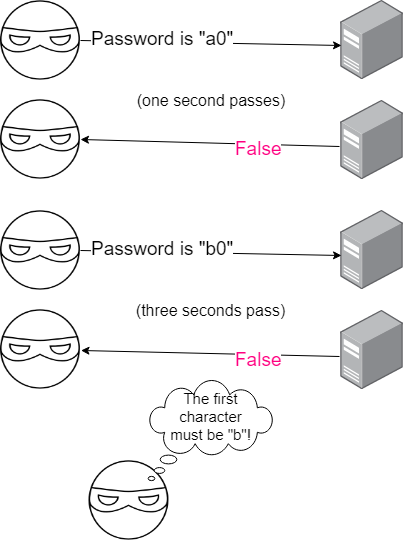 Password is "a0"
(one second passes)
False
Password is "b0"
(three seconds pass)
False
The first
character
must be "b"!